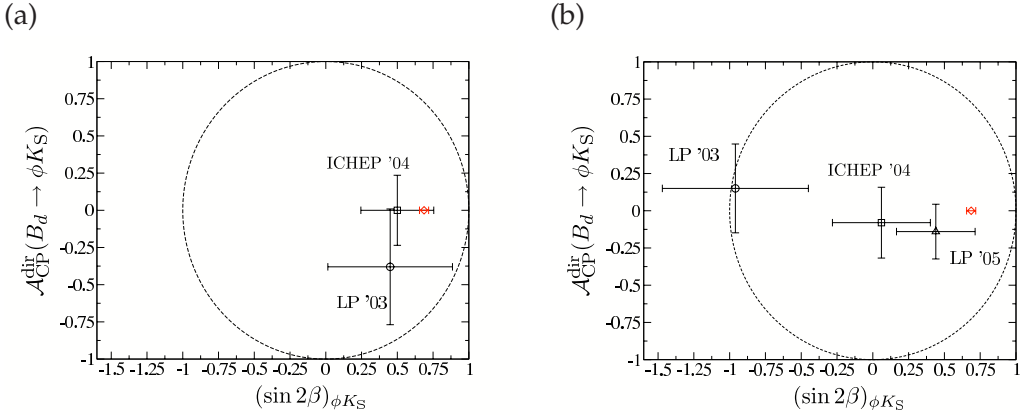 (a)
1
0.75
0.5
0.25
0
-0.25
-0.5
-0.75
-1
-1.5 -1.25 -1 -0.75 -0.5 -0.25 0 0.25 0.5 0.75 1
𝒜_CP^dir(B_d → ϕK_S)
(sin 2β)_ϕK_S
ICHEP '04
LP '03
(b)
1
0.75
0.5
0.25
0
-0.25
-0.5
-0.75
-1
-1.5 -1.25 -1 -0.75 -0.5 -0.25 0 0.25 0.5 0.75 1
𝒜_CP^dir(B_d → ϕK_S)
(sin 2β)_ϕK_S
LP '03
ICHEP '04
LP '05